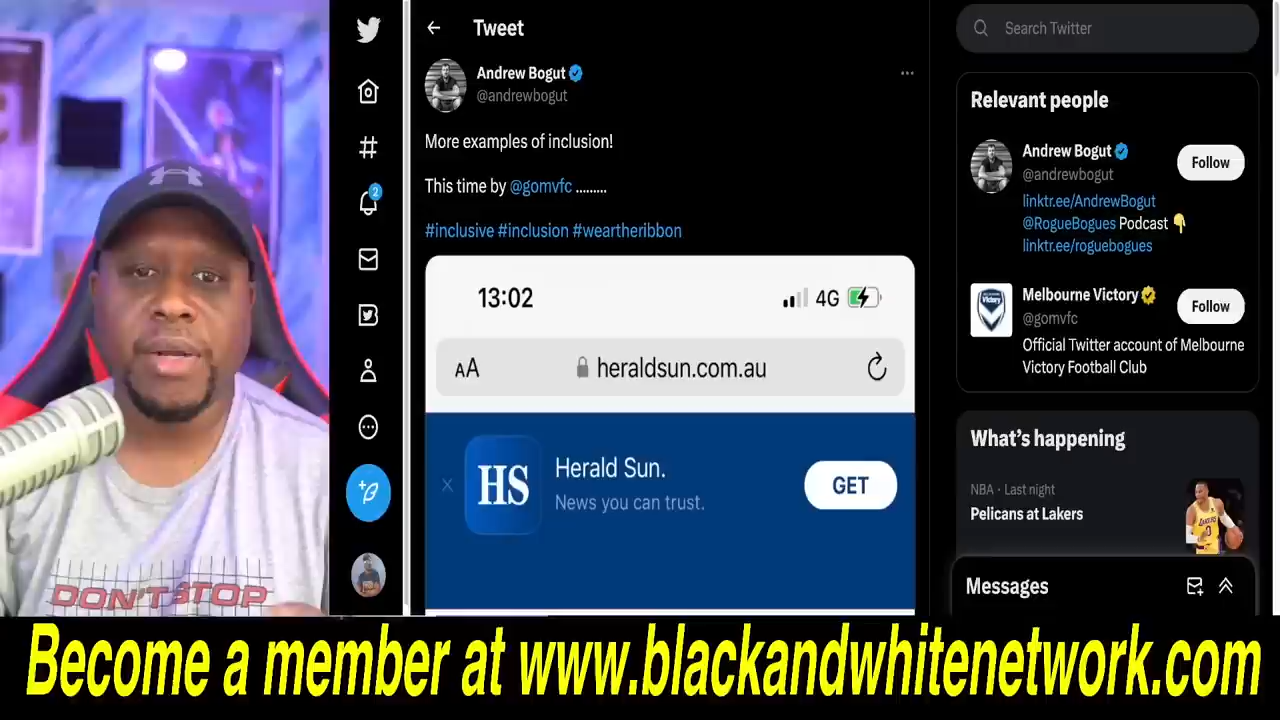 DON'T STOP
Tweet
Andrew Bogut
@andrewbogut
More examples of inclusion!
This time by @gomvfc .........
#inclusive #inclusion #weartheribbon
13:02
4G
AA
heraldsun.com.au
HS
Herald Sun.
News you can trust.
GET
2
Search Twitter
Relevant people
Andrew Bogut
@andrewbogut
Follow
linktr.ee/AndrewBogut
@RogueBogues Podcast 👇
linktr.ee/roguebogues
Victory
Melbourne Victory
@gomvfc
Follow
Official Twitter account of Melbourne
Victory Football Club
What's happening
NBA · Last night
Pelicans at Lakers
Messages
Become a member at www.blackandwhitenetwork.com